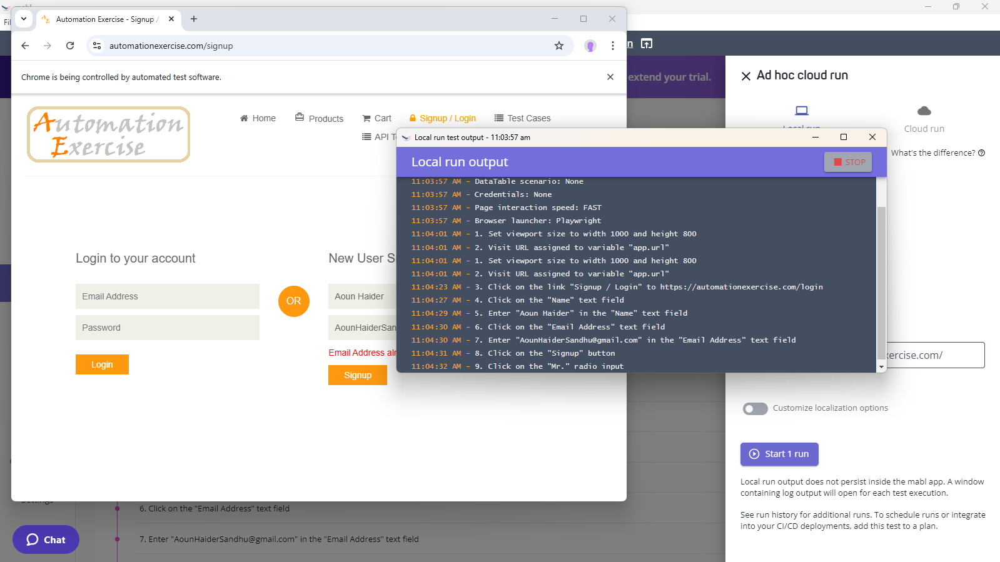 Automation Exercise - Signup /
automationexercise.com/signup
Chrome is being controlled by automated test software.
extend your trial.
Automation
Exercise
Home
Products
Cart
Signup / Login
Test Cases
Login to your account
Email Address
Password
Login
OR
Aoun Haider
Signup
Local run test output - 11:03:57 am
Local run output
STOP
11:03:57 AM - DataTable scenario: None
11:03:57 AM - Credentials: None
11:03:57 AM - Page interaction speed: FAST
11:03:57 AM - Browser launcher: Playwright
11:04:01 AM - 1. Set viewport size to width 1000 and height 800
11:04:01 AM - 2. Visit URL assigned to variable "app.url"
11:04:01 AM - 1. Set viewport size to width 1000 and height 800
11:04:01 AM - 2. Visit URL assigned to variable "app.url"
11:04:23 AM - 3. Click on the link "Signup / Login" to https://automationexercise.com/login
11:04:27 AM - 4. Click on the "Name" text field
11:04:29 AM - 5. Enter "Aoun Haider" in the "Name" text field
11:04:30 AM - 6. Click on the "Email Address" text field
11:04:30 AM - 7. Enter "AounHaiderSandhu@gmail.com" in the "Email Address" text field
11:04:31 AM - 8. Click on the "Signup" button
11:04:32 AM - 9. Click on the "Mr." radio input
Ad hoc cloud run
Cloud run
What's the difference?
ercise.com/
Customize localization options
Start 1 run
Local run output does not persist inside the mabl app. A window
containing log output will open for each test execution.
See run history for additional runs. To schedule runs or integrate
into your CI/CD deployments, add this test to a plan.
6. Click on the "Email Address" text field
7. Enter "AounHaiderSandhu@gmail.com" in the "Email Address" text field
Chat